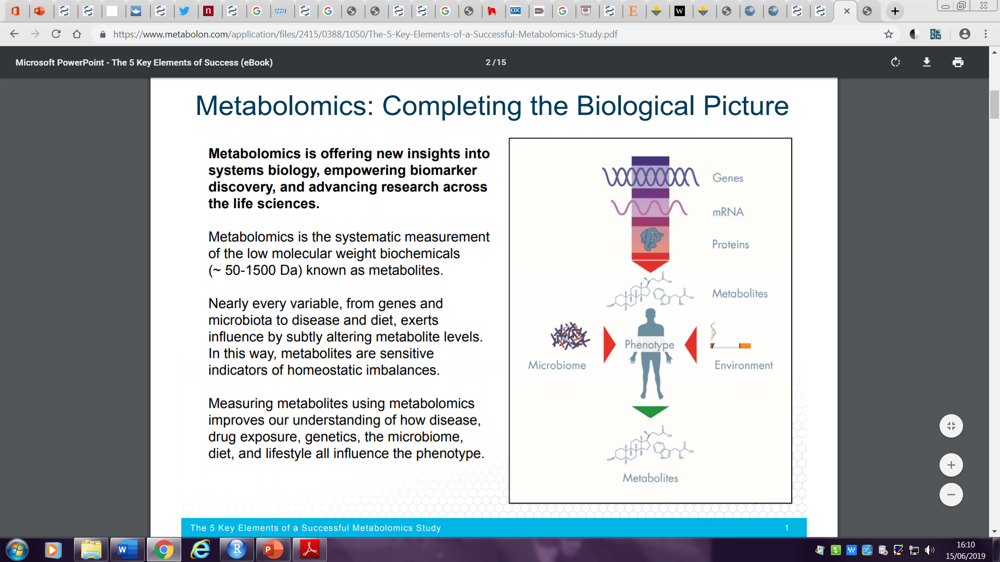 NHS
n
CDC
NIH
E
W
https://www.metabolon.com/application/files/2415/0388/1050/The-5-Key-Elements-of-a-Successful-Metabolomics-Study.pdf
Microsoft PowerPoint - The 5 Key Elements of Success (eBook)
2 / 15
Metabolomics: Completing the Biological Picture
Metabolomics is offering new insights into
systems biology, empowering biomarker
discovery, and advancing research across
the life sciences.
Metabolomics is the systematic measurement
of the low molecular weight biochemicals
(~ 50-1500 Da) known as metabolites.
Nearly every variable, from genes and
microbiota to disease and diet, exerts
influence by subtly altering metabolite levels.
In this way, metabolites are sensitive
indicators of homeostatic imbalances.
Measuring metabolites using metabolomics
improves our understanding of how disease,
drug exposure, genetics, the microbiome,
diet, and lifestyle all influence the phenotype.
Genes
mRNA
Proteins
Metabolites
Phenotype
Microbiome
Environment
Metabolites
The 5 Key Elements of a Successful Metabolomics Study
1
16:10
15/06/2019